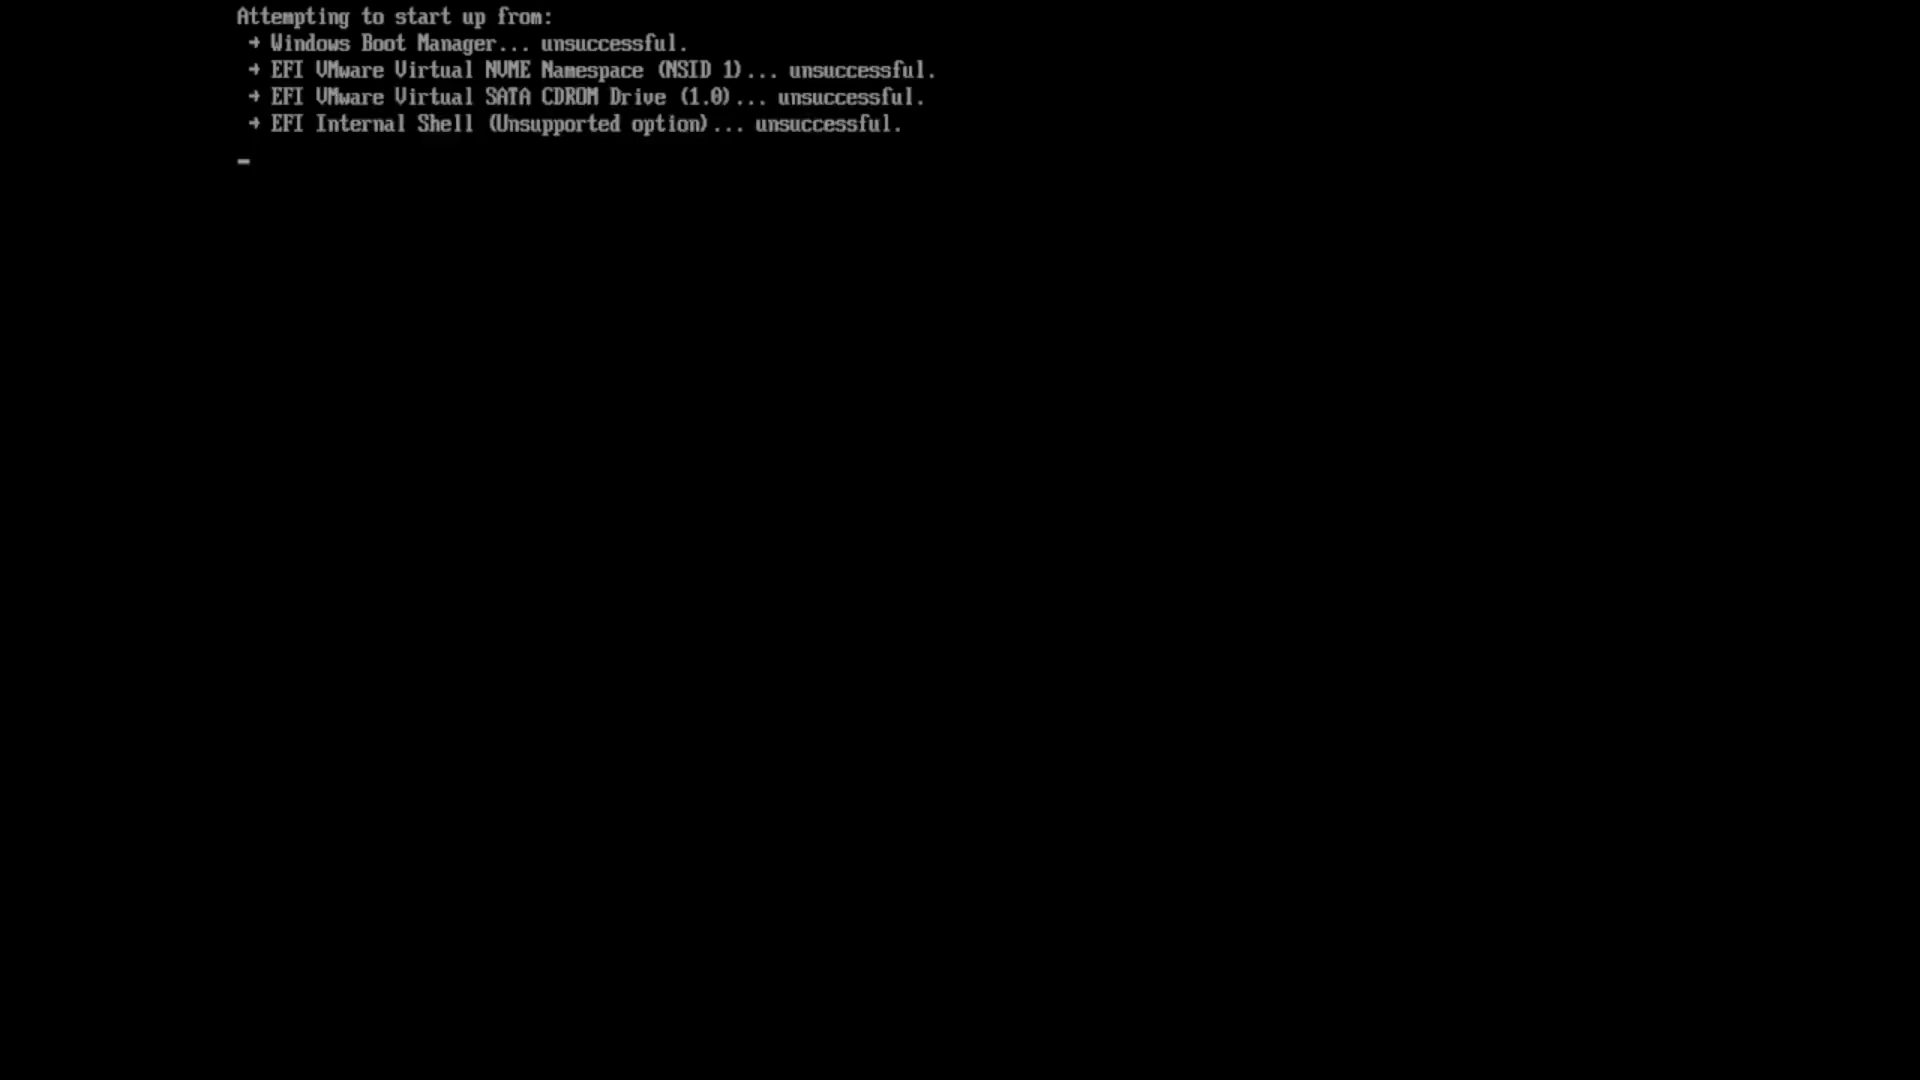 Attempting to start up from:
→ Windows Boot Manager... unsuccessful.
→ EFI VMware Virtual NVME Namespace (NSID 1)... unsuccessful.
→ EFI VMware Virtual SATA CDROM Drive (1.0)... unsuccessful.
→ EFI Internal Shell (Unsupported option)... unsuccessful.